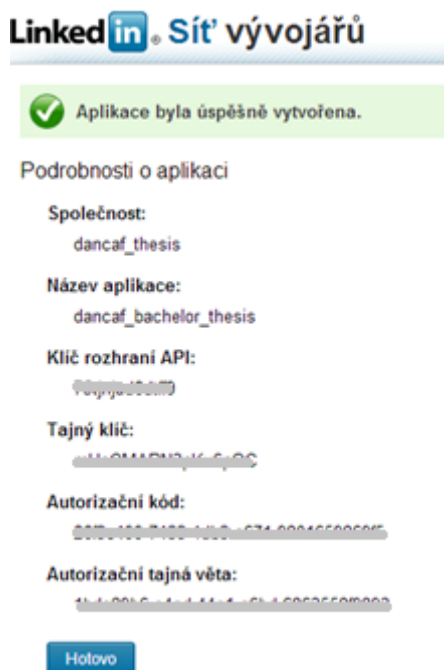 Linked in® Síť vývojářů
Aplikace byla úspěšně vytvořena.
Podrobnosti o aplikaci
Společnost:
dancaf_thesis
Název aplikace:
dancaf_bachelor_thesis
Klíč rozhraní API:
Tajný klíč:
Autorizační kód:
Autorizační tajná věta:
Hotovo